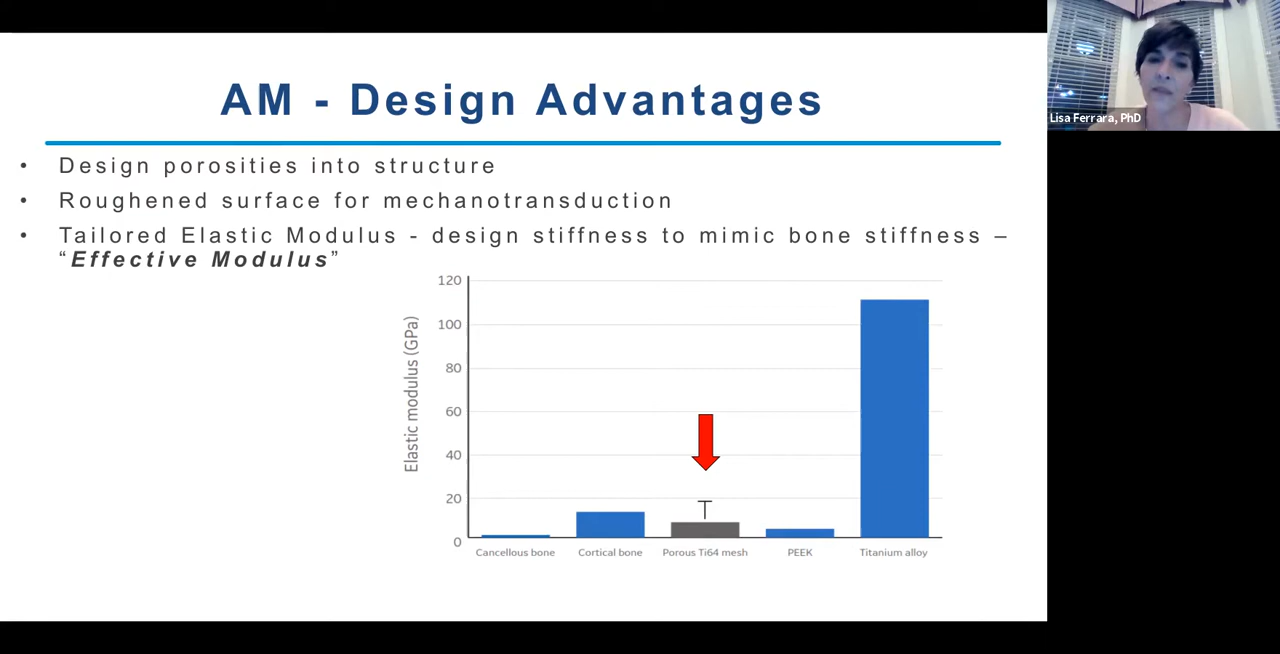 AM - Design Advantages
Lisa Ferrara, PhD
• Design porosities into structure
• Roughened surface for mechanotransduction
• Tailored Elastic Modulus - design stiffness to mimic bone stiffness –
“Effective Modulus”
Elastic modulus (GPa)
120
100
80
60
40
20
0
Cancellous bone
Cortical bone
Porous Ti64 mesh
PEEK
Titanium alloy